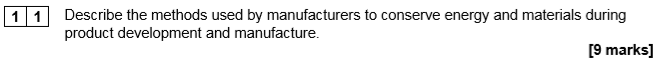 1 1 Describe the methods used by manufacturers to conserve energy and materials during
product development and manufacture.
[9 marks]